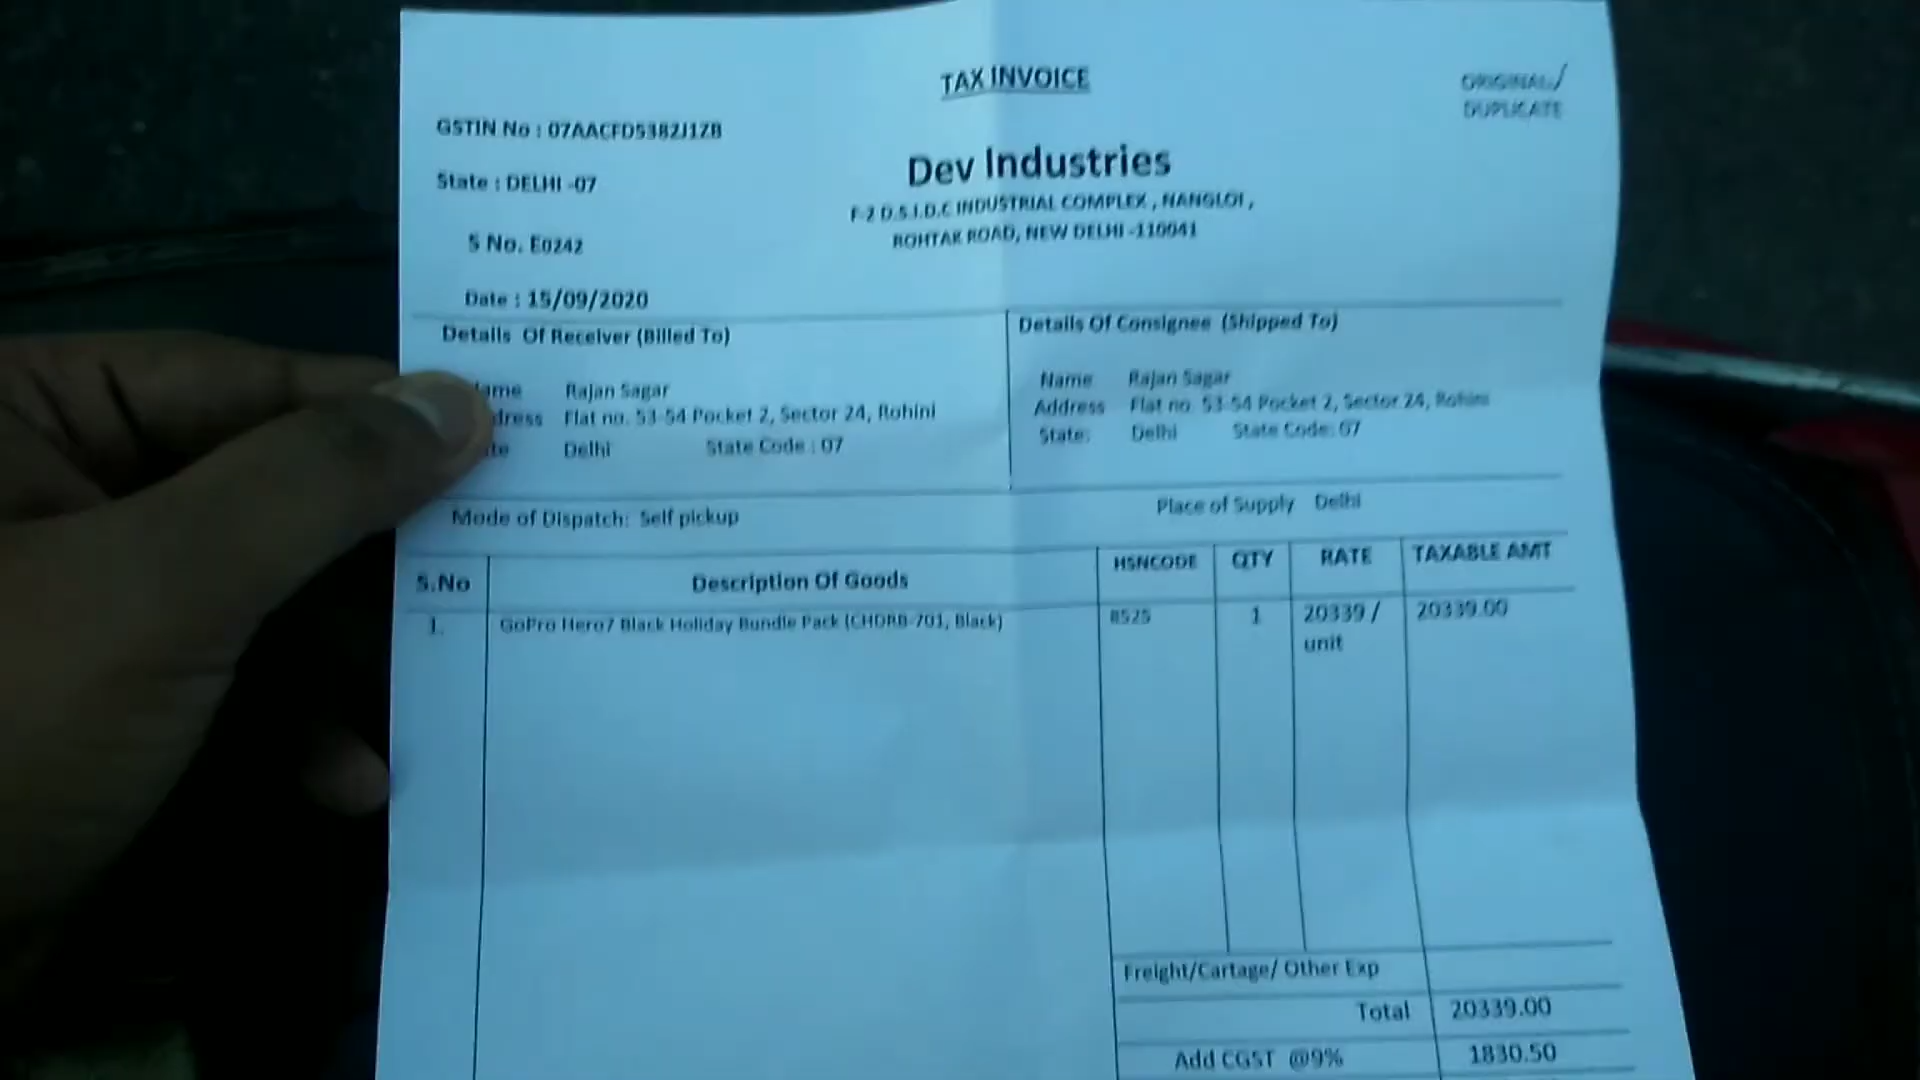 TAX INVOICE
ORIGINAL/
DUPLICATE
GSTIN No : 07AACFD5382J1ZB
State : DELHI -07
Dev Industries
F-2 D.S.I.D.C INDUSTRIAL COMPLEX , NANGLOI ,
ROHTAK ROAD, NEW DELHI -110041
S No. E0242
Date : 15/09/2020
Details Of Receiver (Billed To)
Name Rajan Sagar
Address Flat no. 53-54 Pocket 2, Sector 24, Rohini
State Delhi State Code : 07
Details Of Consignee (Shipped To)
Name Rajan Sagar
Address Flat no. 53-54 Pocket 2, Sector 24, Rohini
State: Delhi State Code: 07
Mode of Dispatch: Self pickup
Place of Supply Delhi
S.No Description Of Goods HSNCODE QTY RATE TAXABLE AMT
1. GoPro Hero7 Black Holiday Bundle Pack (CHDRB-701, Black) 8525 1 20339 / 20339.00
unit
Freight/Cartage/ Other Exp
Total 20339.00
Add CGST @9% 1830.50